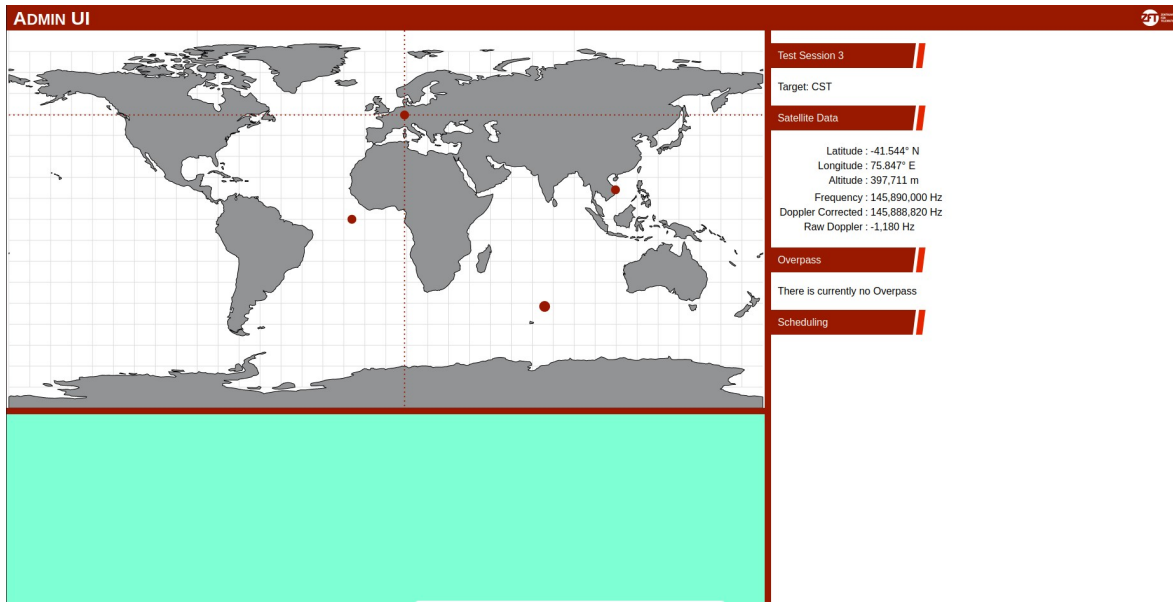 ADMIN UI
ZFT
Test Session 3
Target: CST
Satellite Data
Latitude : -41.544° N
Longitude : 75.847° E
Altitude : 397,711 m
Frequency : 145,890,000 Hz
Doppler Corrected : 145,888,820 Hz
Raw Doppler : -1,180 Hz
Overpass
There is currently no Overpass
Scheduling